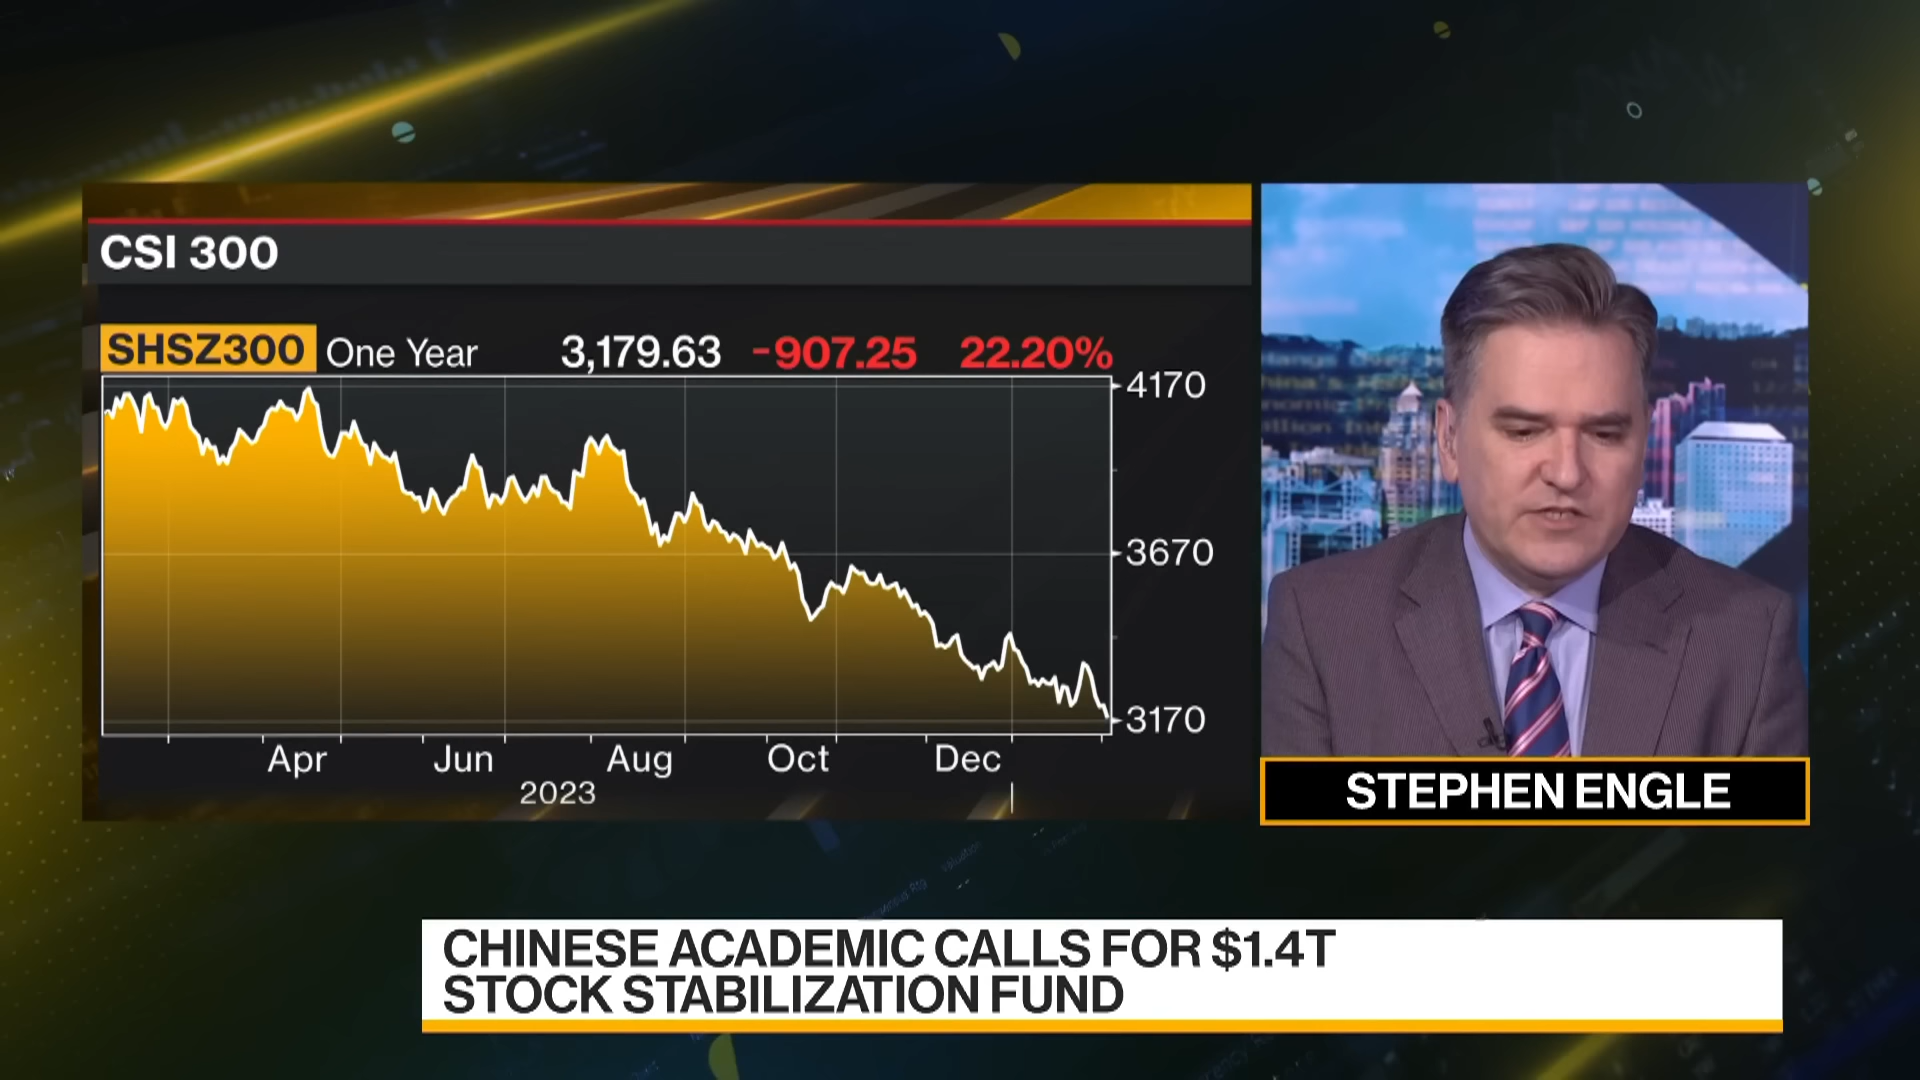 CSI 300
SHSZ300 One Year 3,179.63 -907.25 22.20%
4170
3670
3170
Apr Jun Aug Oct Dec
2023
STEPHEN ENGLE
CHINESE ACADEMIC CALLS FOR $1.4T
STOCK STABILIZATION FUND